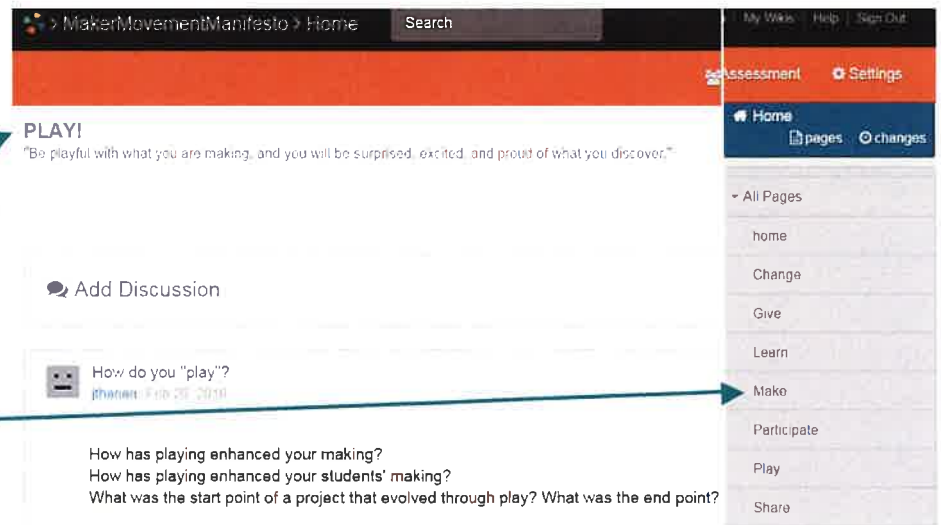 > MakerMovementManifesto > Home
Search
My Wikis Help Sign Out
Assessment Settings
PLAY!
"Be playful with what you are making, and you will be surprised, excited, and proud of what you discover."
Add Discussion
How do you "play"?
Feb 2016
How has playing enhanced your making?
How has playing enhanced your students' making?
What was the start point of a project that evolved through play? What was the end point?
Home
pages changes
All Pages
home
Change
Give
Learn
Make
Participate
Play
Share